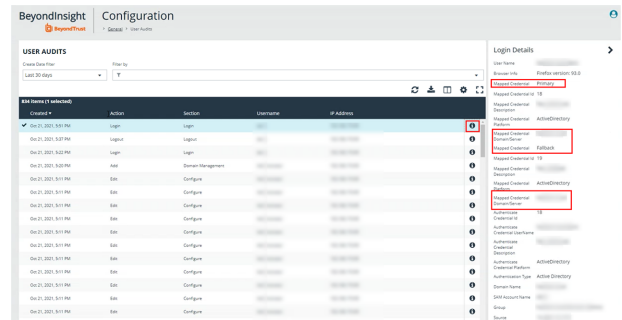 BeyondInsight
BeyondTrust
Configuration
General > User Audits
USER AUDITS
Create Date Filter
Filter by
Last 30 days
834 items (1 selected)
Created Action Section Username IP Address
Oct 21, 2021, 5:51 PM Login Login
Oct 21, 2021, 5:37 PM Logout Logout
Oct 21, 2021, 5:22 PM Login Login
Oct 21, 2021, 5:20 PM Add Domain Management
Oct 21, 2021, 5:11 PM Edit Configure
Oct 21, 2021, 5:11 PM Edit Configure
Oct 21, 2021, 5:11 PM Edit Configure
Oct 21, 2021, 5:11 PM Edit Configure
Oct 21, 2021, 5:11 PM Edit Configure
Oct 21, 2021, 5:11 PM Edit Configure
Oct 21, 2021, 5:11 PM Edit Configure
Oct 21, 2021, 5:11 PM Edit Configure
Oct 21, 2021, 5:11 PM Edit Configure
Oct 21, 2021, 5:11 PM Edit Configure
Login Details
User Name
Browser Info Firefox version: 93.0
Mapped Credential Primary
Mapped Credential Id 18
Mapped Credential
Description
Mapped Credential ActiveDirectory
Platform
Mapped Credential
Domain/Server
Mapped Credential Fallback
Mapped Credential Id 19
Mapped Credential
Description
Mapped Credential ActiveDirectory
Platform
Mapped Credential
Domain/Server
Authenticate 18
Credential Id
Authenticate
Credential UserName
Authenticate
Credential
Description
Authenticate ActiveDirectory
Credential Platform
Authentication Type Active Directory
Domain Name
SAM Account Name
Group
Source